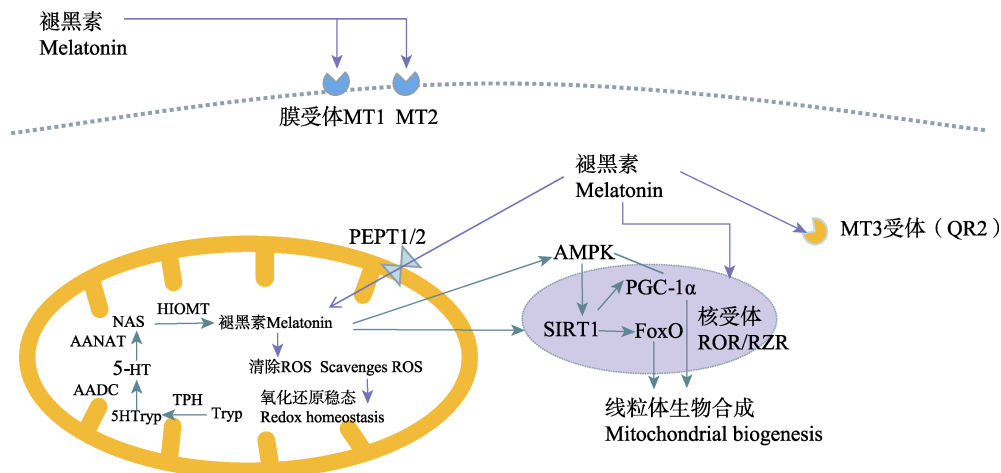 褪黑素
Melatonin
膜受体MT1 MT2
褪黑素
Melatonin
MT3受体（QR2）
PEPT1/2
AMPK
PGC-1α
SIRT1
FoxO
核受体
ROR/RZR
HIOMT
NAS
褪黑素Melatonin
AANAT
5-HT
清除ROS Scavenges ROS
AADC
TPH
氧化还原稳态
5HTryp
Tryp
Redox homeostasis
线粒体生物合成
Mitochondrial biogenesis